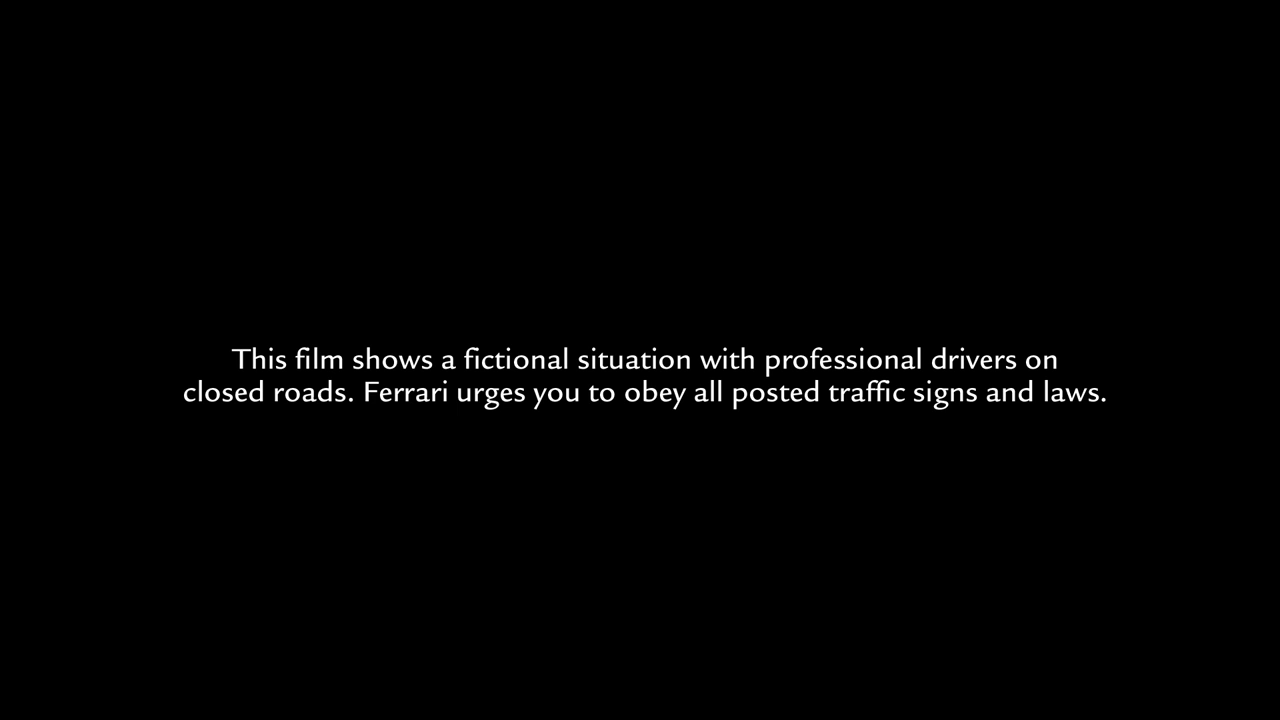 This film shows a fictional situation with professional drivers on
closed roads. Ferrari urges you to obey all posted traffic signs and laws.